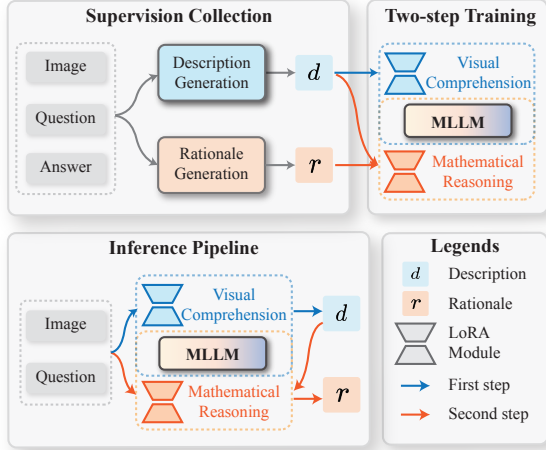 Supervision Collection
Image
Question
Answer
Description
Generation
d
Rationale
Generation
r
Two-step Training
Visual
Comprehension
MLLM
Mathematical
Reasoning
Inference Pipeline
Image
Question
Visual
Comprehension
d
MLLM
Mathematical
Reasoning
r
Legends
d Description
r Rationale
LoRA
Module
First step
Second step